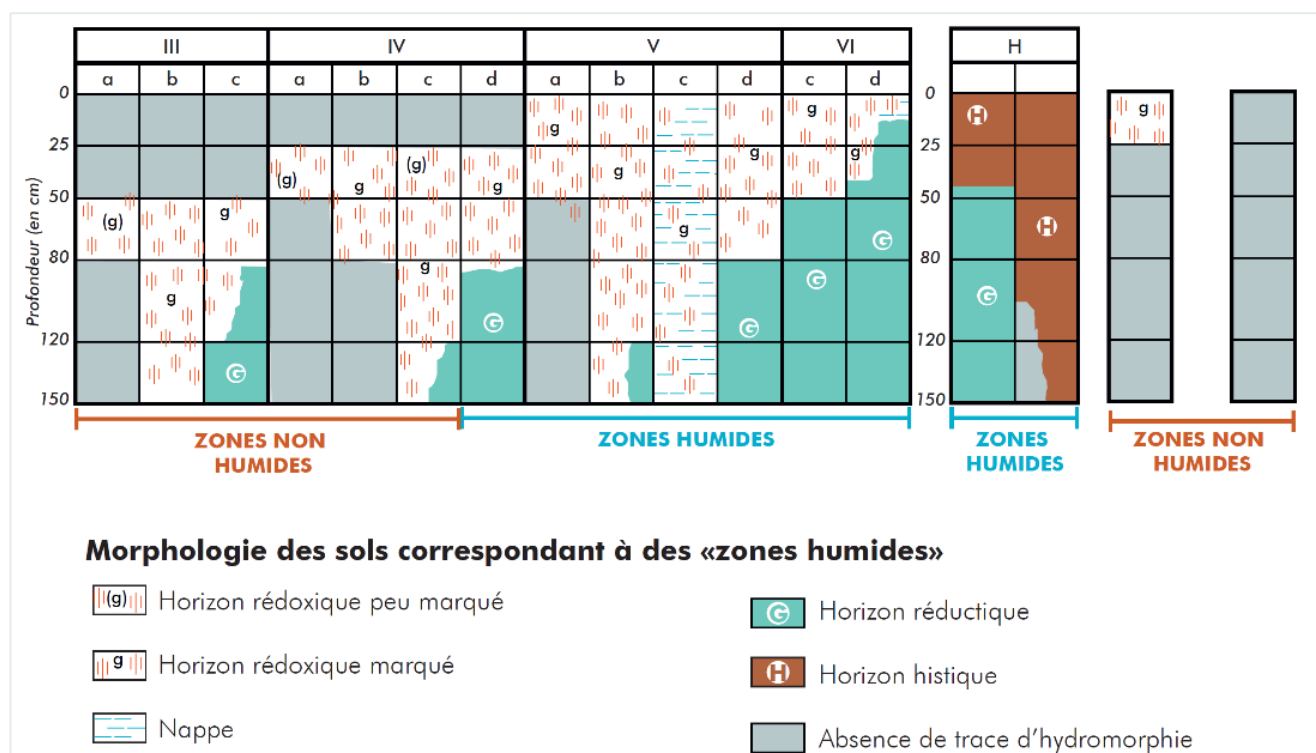 III IV V VI H
a b c a b c d a b c d c d
Profondeur (en cm)
0 0
g g g H g
25 25
(g) (g) g g g g g
50 50
(g) g g H
80 80
g g G G G G G
120 120
G
150 150
ZONES NON HUMIDES
ZONES HUMIDES
ZONES HUMIDES
ZONES NON HUMIDES
Morphologie des sols correspondant à des «zones humides»
(g) Horizon rédoxique peu marqué
g Horizon rédoxique marqué
Nappe
G Horizon réductique
H Horizon histique
Absence de trace d'hydromorphie